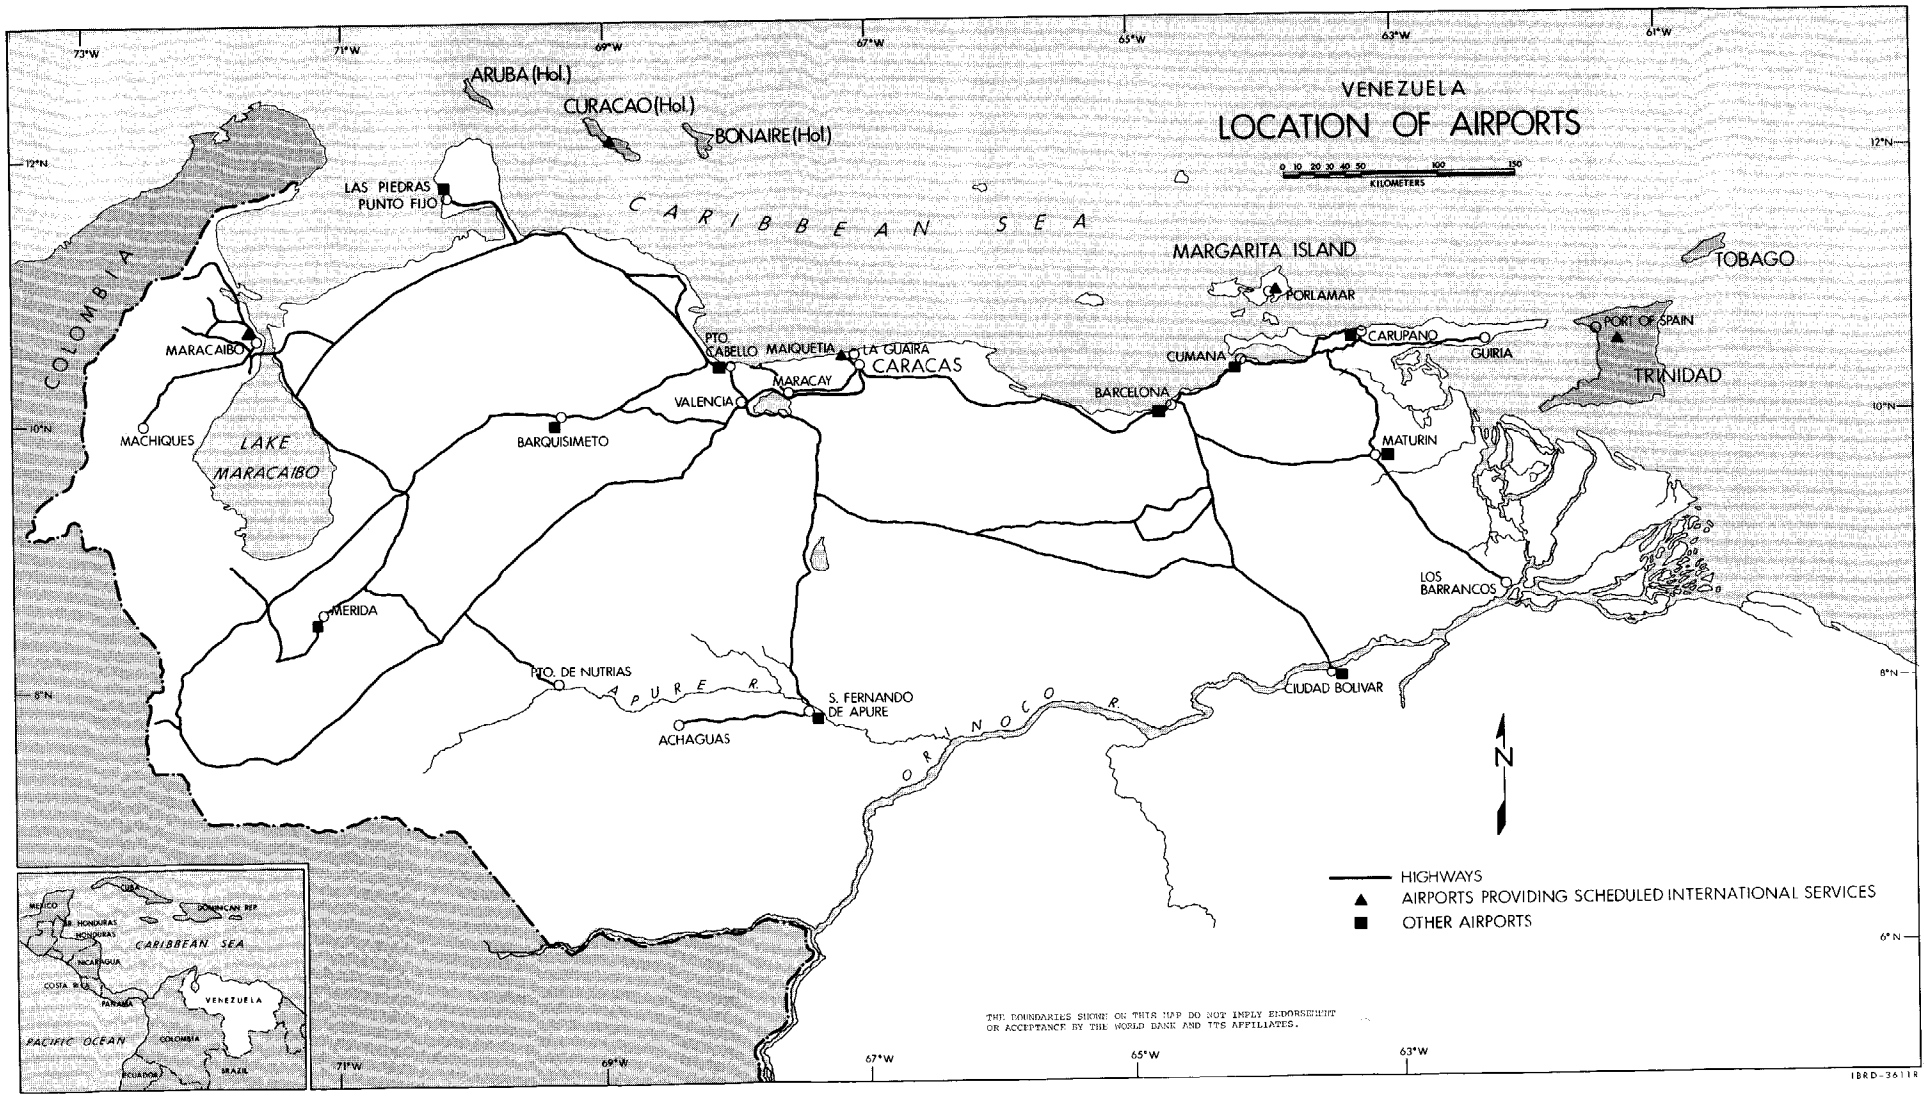 73°W
71°W
69°W
67°W
65°W
63°W
61°W
ARUBA (Hol.)
CURACAO (Hol.)
BONAIRE (Hol.)
VENEZUELA
LOCATION OF AIRPORTS
0 10 20 30 40 50 100 150
KILOMETERS
12°N
12°N
LAS PIEDRAS
PUNTO FIJO
CARIBBEAN SEA
MARGARITA ISLAND
PORLAMAR
TOBAGO
COLOMBIA
PORT OF SPAIN
TRINIDAD
MARACAIBO
PTO.
CABELLO
MAIQUETIA
LA GUAIRA
CARACAS
MARACAY
VALENCIA
CUMANA
CARUPANO
GUIRIA
BARCELONA
10°N
10°N
MACHIQUES
LAKE
MARACAIBO
BARQUISIMETO
MATURIN
LOS
BARRANCOS
MERIDA
8°N
8°N
PTO. DE NUTRIAS
APURE R.
S. FERNANDO
DE APURE
ACHAGUAS
ORINOCO R.
CIUDAD BOLIVAR
N
HIGHWAYS
AIRPORTS PROVIDING SCHEDULED INTERNATIONAL SERVICES
OTHER AIRPORTS
6°N
CUBA
MEXICO
DOMINICAN REP.
BR. HONDURAS
HONDURAS
CARIBBEAN SEA
NICARAGUA
COSTA RICA
PANAMA
VENEZUELA
PACIFIC OCEAN
COLOMBIA
ECUADOR
BRAZIL
THE BOUNDARIES SHOWN ON THIS MAP DO NOT IMPLY ENDORSEMENT
OR ACCEPTANCE BY THE WORLD BANK AND ITS AFFILIATES.
71°W
69°W
67°W
65°W
63°W
IBRD-3611R